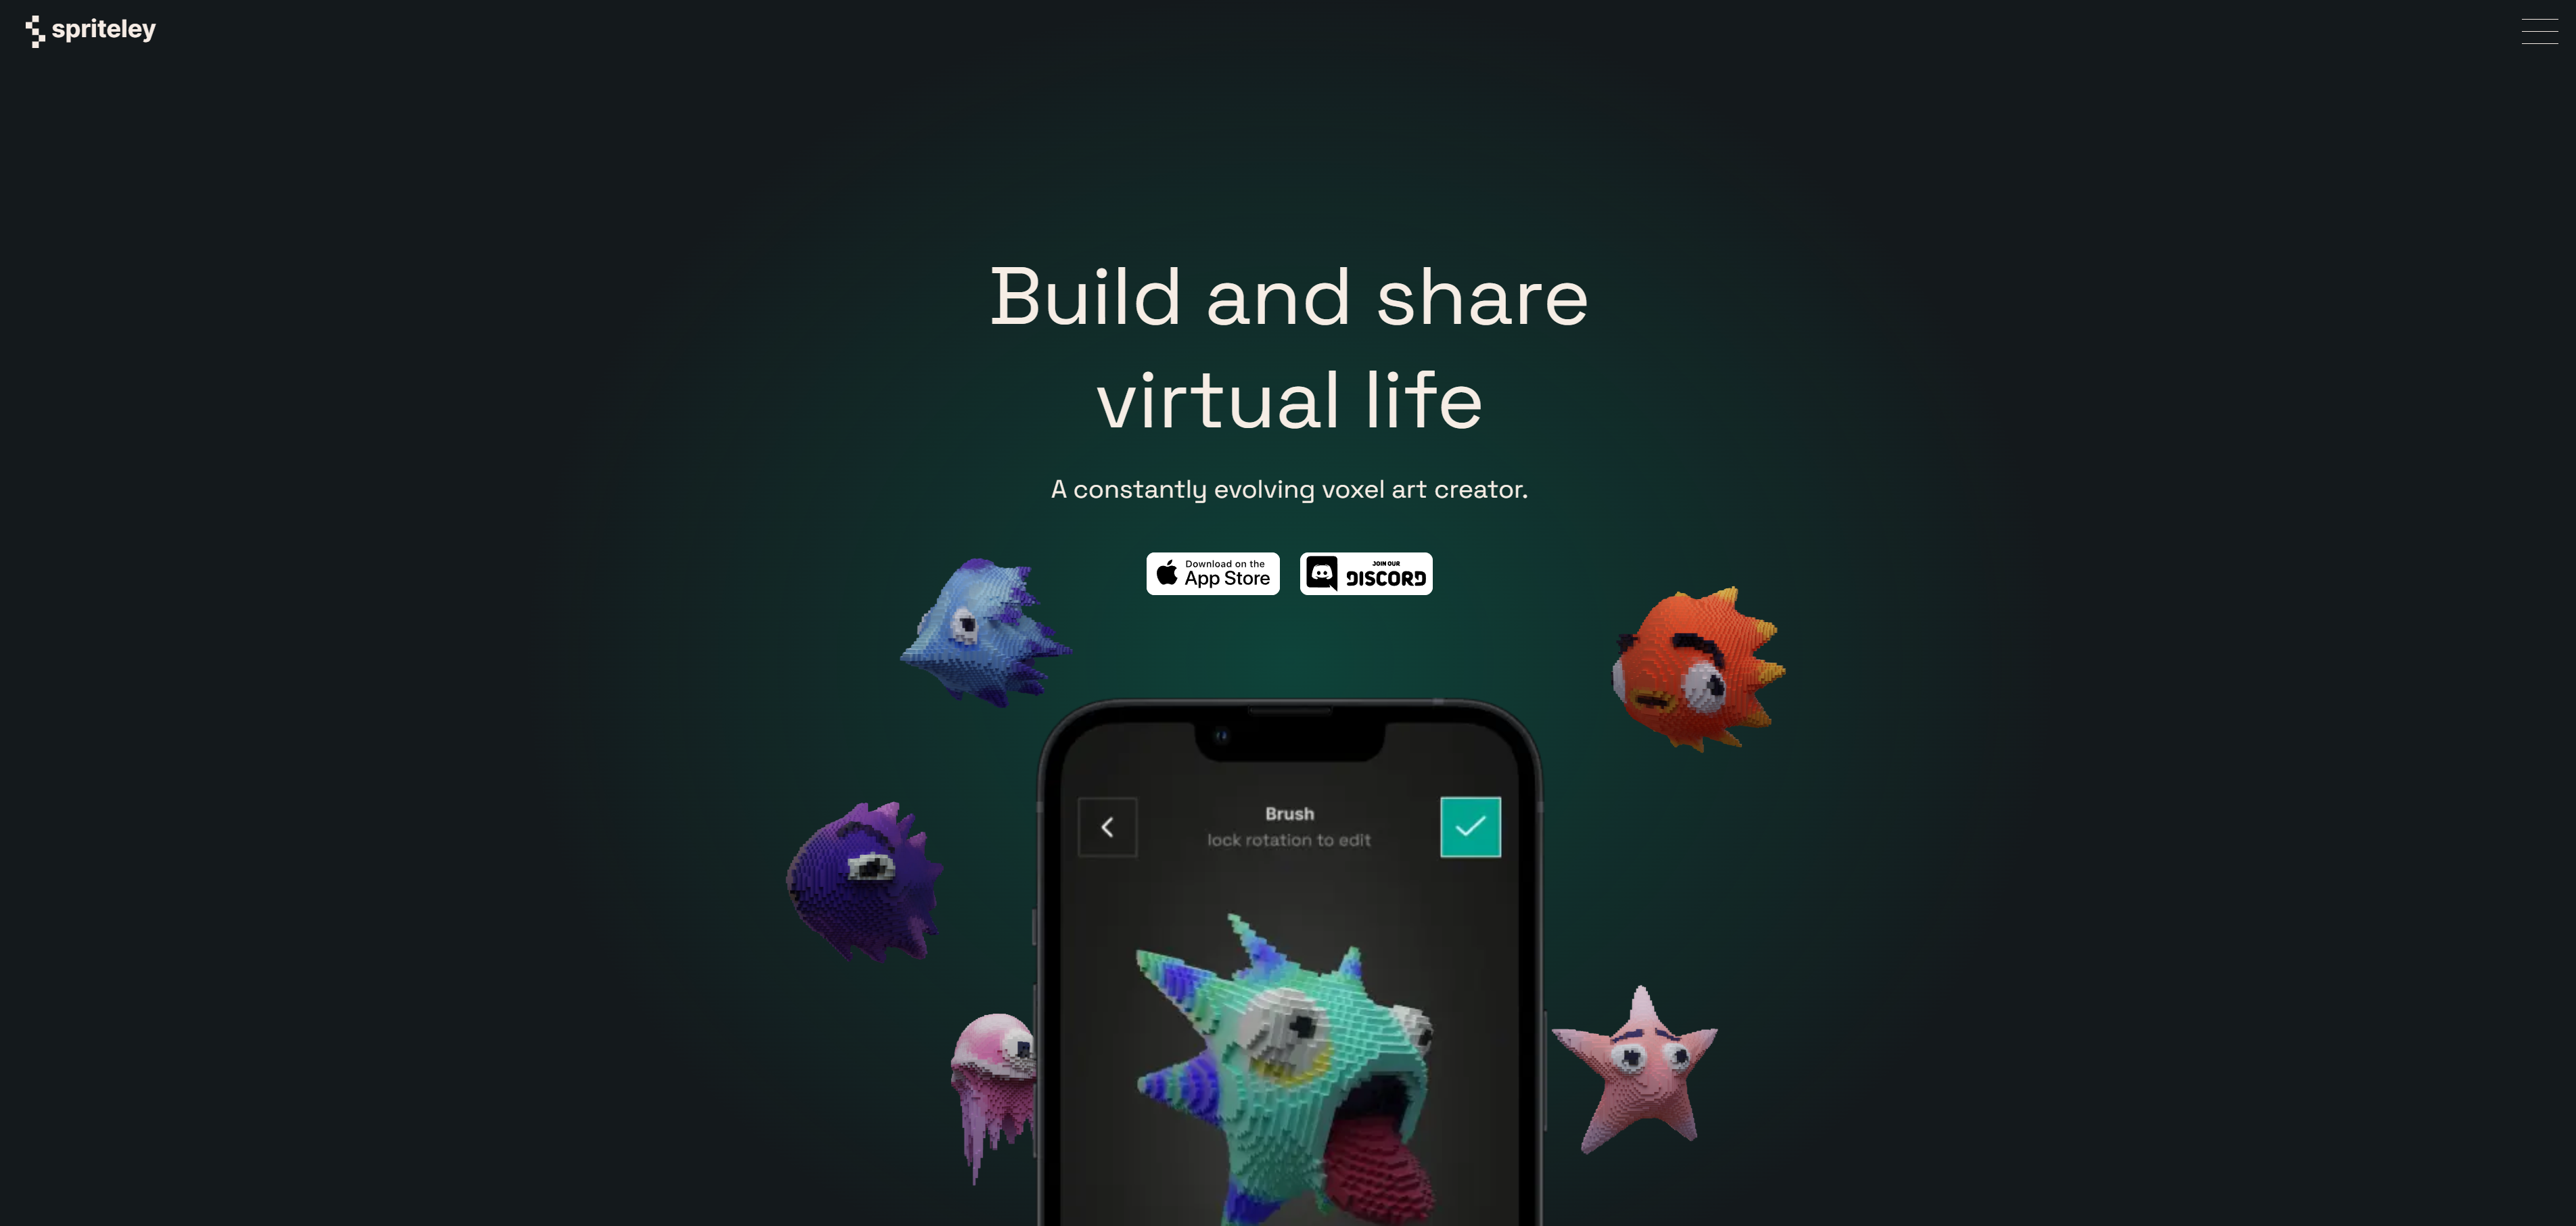 spriteley
Build and share
virtual life
A constantly evolving voxel art creator.
Download on the
App Store
JOIN OUR
DISCORD
Brush
lock rotation to edit